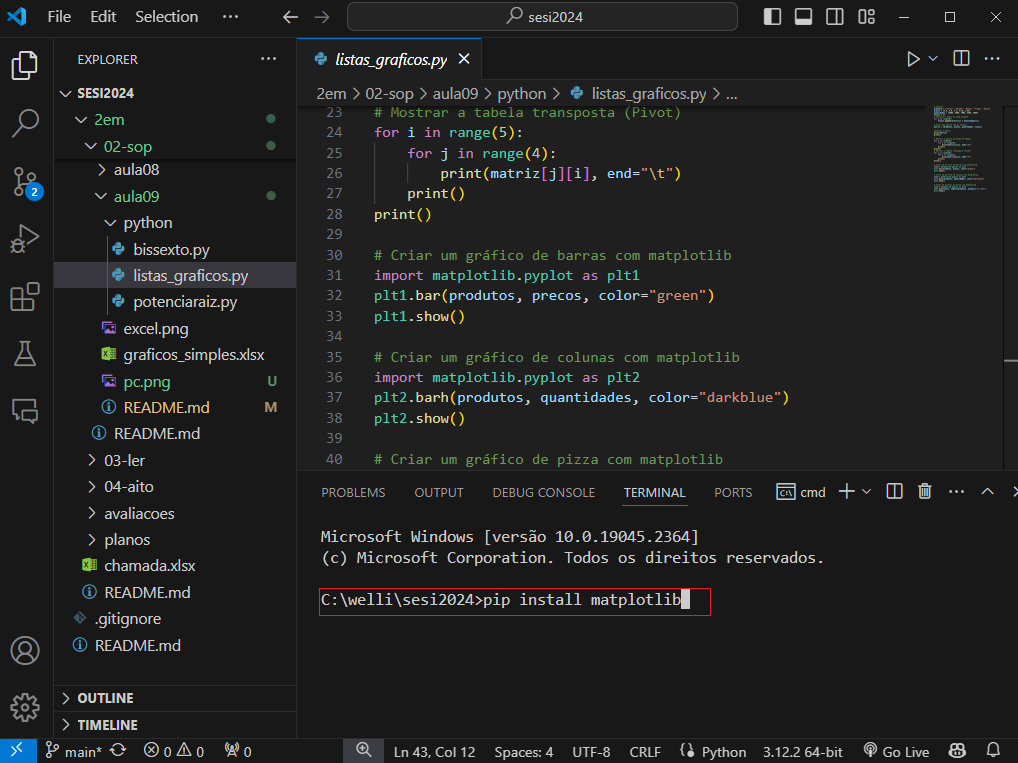 File Edit Selection ··· sesi2024
EXPLORER ···
SESI2024
2em
02-sop
aula08
aula09
python
bissexto.py
listas_graficos.py
potenciaraiz.py
excel.png
graficos_simples.xlsx
pc.png U
README.md M
README.md
03-ler
04-aito
avaliacoes
planos
chamada.xlsx
README.md
.gitignore
README.md
OUTLINE
TIMELINE
2
listas_graficos.py
2em > 02-sop > aula09 > python > listas_graficos.py > ...
23 # Mostrar a tabela transposta (Pivot)
24 for i in range(5):
25 for j in range(4):
26 print(matriz[j][i], end="\t")
27 print()
28 print()
29
30 # Criar um gráfico de barras com matplotlib
31 import matplotlib.pyplot as plt1
32 plt1.bar(produtos, precos, color="green")
33 plt1.show()
34
35 # Criar um gráfico de colunas com matplotlib
36 import matplotlib.pyplot as plt2
37 plt2.barh(produtos, quantidades, color="darkblue")
38 plt2.show()
39
40 # Criar um gráfico de pizza com matplotlib
PROBLEMS OUTPUT DEBUG CONSOLE TERMINAL PORTS cmd
Microsoft Windows [versão 10.0.19045.2364]
(c) Microsoft Corporation. Todos os direitos reservados.
C:\welli\sesi2024>pip install matplotlib
main* 0 0 0 Ln 43, Col 12 Spaces: 4 UTF-8 CRLF Python 3.12.2 64-bit Go Live